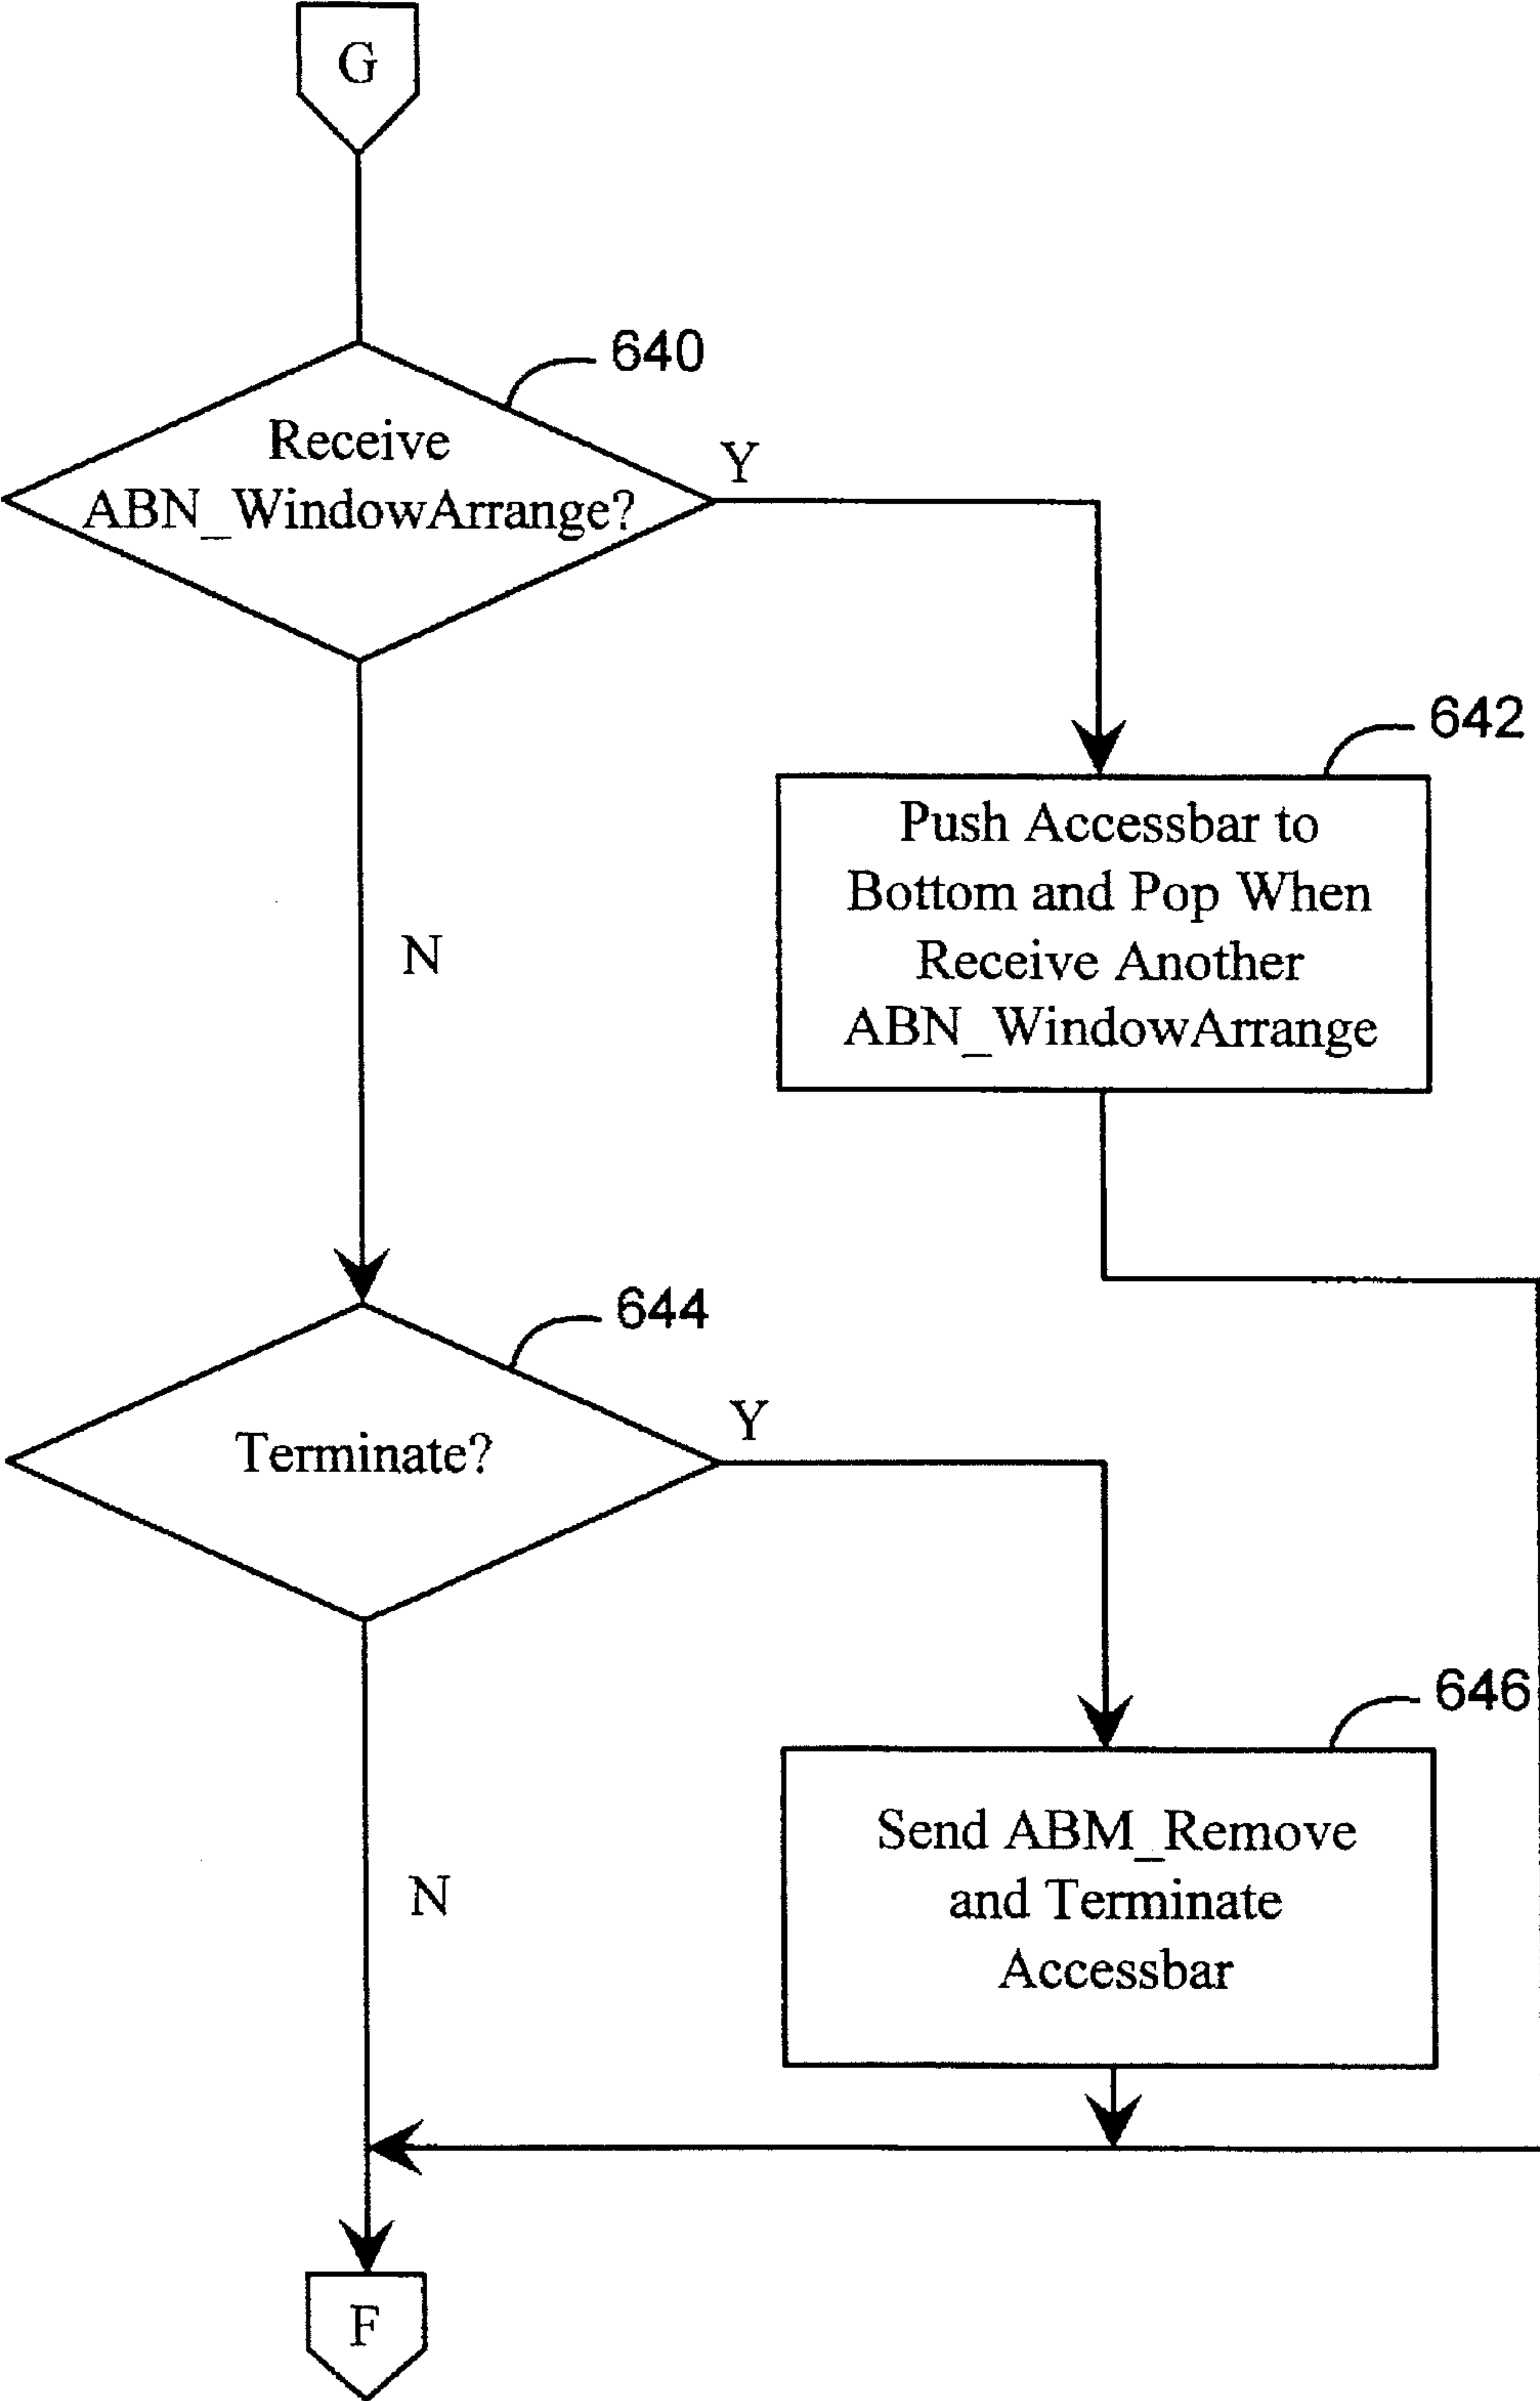 G
640
Receive
ABN_WindowArrange?
Y
642
Push Accessbar to
Bottom and Pop When
Receive Another
ABN_WindowArrange
N
644
Terminate?
Y
646
Send ABM_Remove
and Terminate
Accessbar
N
F